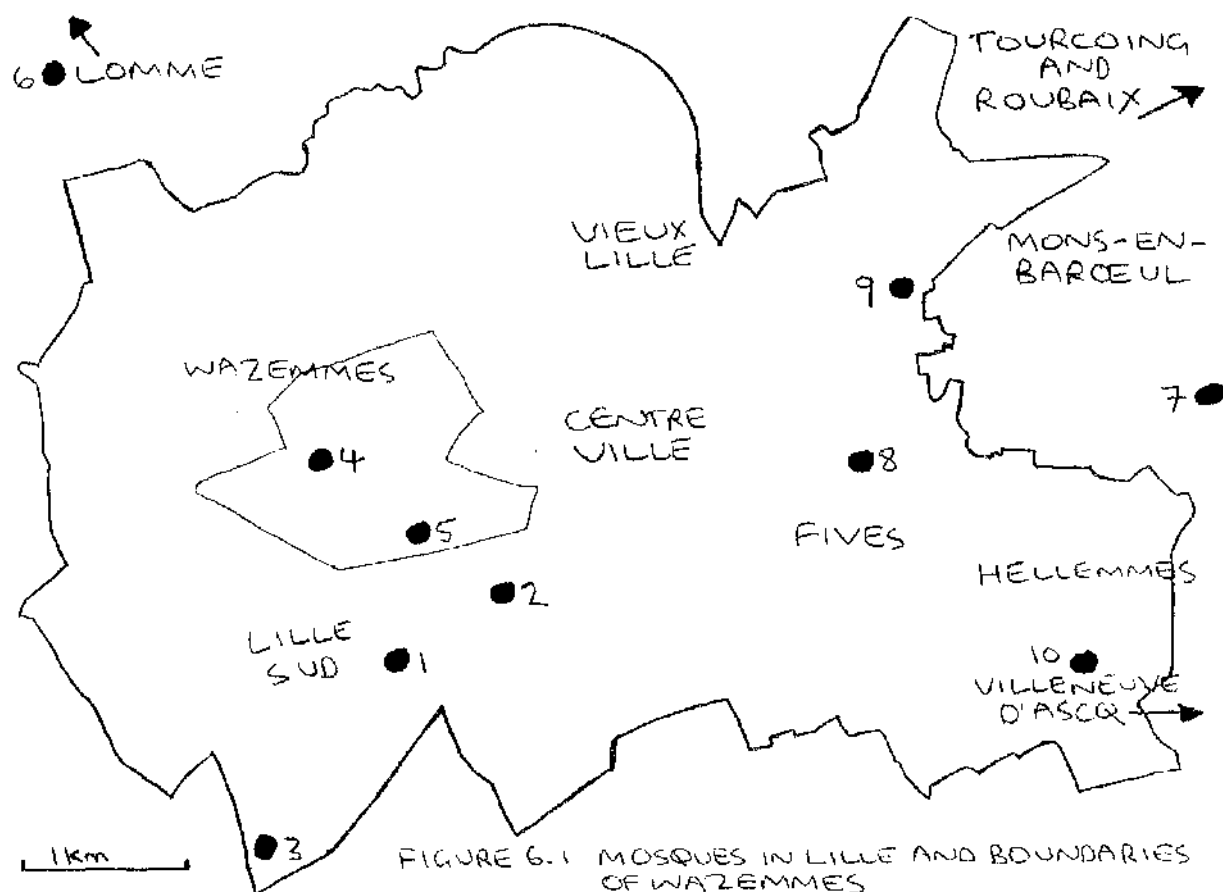 6 LOMME
TOURCOING
AND
ROUBAIX
VIEUX
LILLE
MONS-EN-
BARŒUL
9
WAZEMMES
7
CENTRE
VILLE
4
8
5
FIVES
HELLEMMES
2
LILLE
SUD
1
10
VILLENEUVE
D'ASCQ
3
1km
FIGURE 6.1 MOSQUES IN LILLE AND BOUNDARIES
OF WAZEMMES